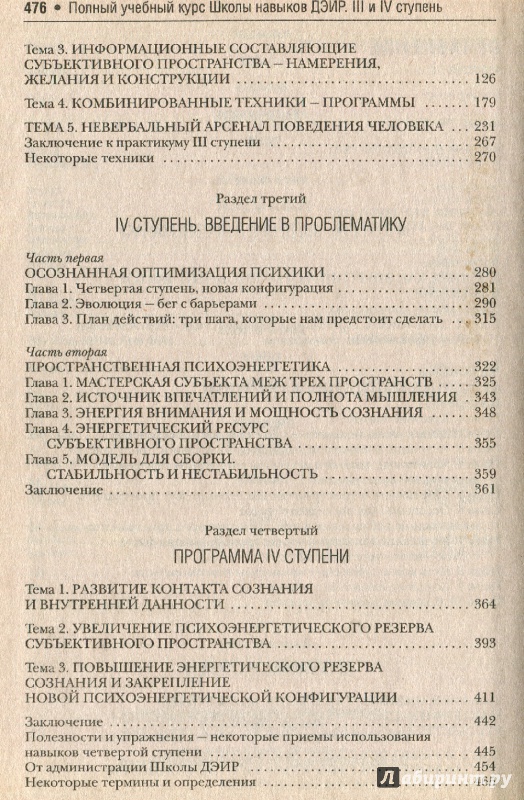 476 • Полный учебный курс Школы навыков ДЭИР. III и IV ступень
Тема 3. ИНФОРМАЦИОННЫЕ СОСТАВЛЯЮЩИЕ
СУБЪЕКТИВНОГО ПРОСТРАНСТВА – НАМЕРЕНИЯ,
ЖЕЛАНИЯ И КОНСТРУКЦИИ 126
Тема 4. КОМБИНИРОВАННЫЕ ТЕХНИКИ – ПРОГРАММЫ 179
ТЕМА 5. НЕВЕРБАЛЬНЫЙ АРСЕНАЛ ПОВЕДЕНИЯ ЧЕЛОВЕКА ... 231
Заключение к практикуму III ступени 267
Некоторые техники 270
Раздел третий
IV СТУПЕНЬ. ВВЕДЕНИЕ В ПРОБЛЕМАТИКУ
Часть первая
ОСОЗНАННАЯ ОПТИМИЗАЦИЯ ПСИХИКИ 280
Глава 1. Четвертая ступень, новая конфигурация 281
Глава 2. Эволюция – бег с барьерами 290
Глава 3. План действий: три шага, которые нам предстоит сделать 315
Часть вторая
ПРОСТРАНСТВЕННАЯ ПСИХОЭНЕРГЕТИКА 322
Глава 1. МАСТЕРСКАЯ СУБЪЕКТА МЕЖ ТРЕХ ПРОСТРАНСТВ 325
Глава 2. ИСТОЧНИК ВПЕЧАТЛЕНИЙ И ПОЛНОТА МЫШЛЕНИЯ 343
Глава 3. ЭНЕРГИЯ ВНИМАНИЯ И МОЩНОСТЬ СОЗНАНИЯ 348
Глава 4. ЭНЕРГЕТИЧЕСКИЙ РЕСУРС
СУБЪЕКТИВНОГО ПРОСТРАНСТВА 355
Глава 5. МОДЕЛЬ ДЛЯ СБОРКИ.
СТАБИЛЬНОСТЬ И НЕСТАБИЛЬНОСТЬ 359
Заключение 361
Раздел четвертый
ПРОГРАММА IV СТУПЕНИ
Тема 1. РАЗВИТИЕ КОНТАКТА СОЗНАНИЯ
И ВНУТРЕННЕЙ ДАННОСТИ 364
Тема 2. УВЕЛИЧЕНИЕ ПСИХОЭНЕРГЕТИЧЕСКОГО РЕЗЕРВА
СУБЪЕКТИВНОГО ПРОСТРАНСТВА 393
Тема 3. ПОВЫШЕНИЕ ЭНЕРГЕТИЧЕСКОГО РЕЗЕРВА
СОЗНАНИЯ И ЗАКРЕПЛЕНИЕ
НОВОЙ ПСИХОЭНЕРГЕТИЧЕСКОЙ КОНФИГУРАЦИИ 411
Заключение 442
Полезности и упражнения – некоторые приемы использования
навыков четвертой ступени 445
От администрации Школы ДЭИР 454
Некоторые термины и определения
Лабиринт.ру